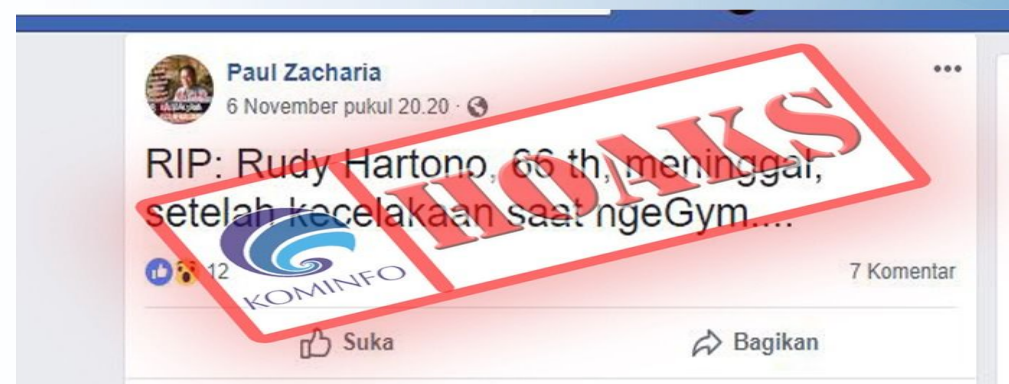 Paul Zacharia
6 November pukul 20.20 ·
RIP: Rudy Hartono, 66 th, meninggal,
setelah kecelakaan saat ngeGym....
HOAKS
KOMINFO
12
7 Komentar
Suka
Bagikan